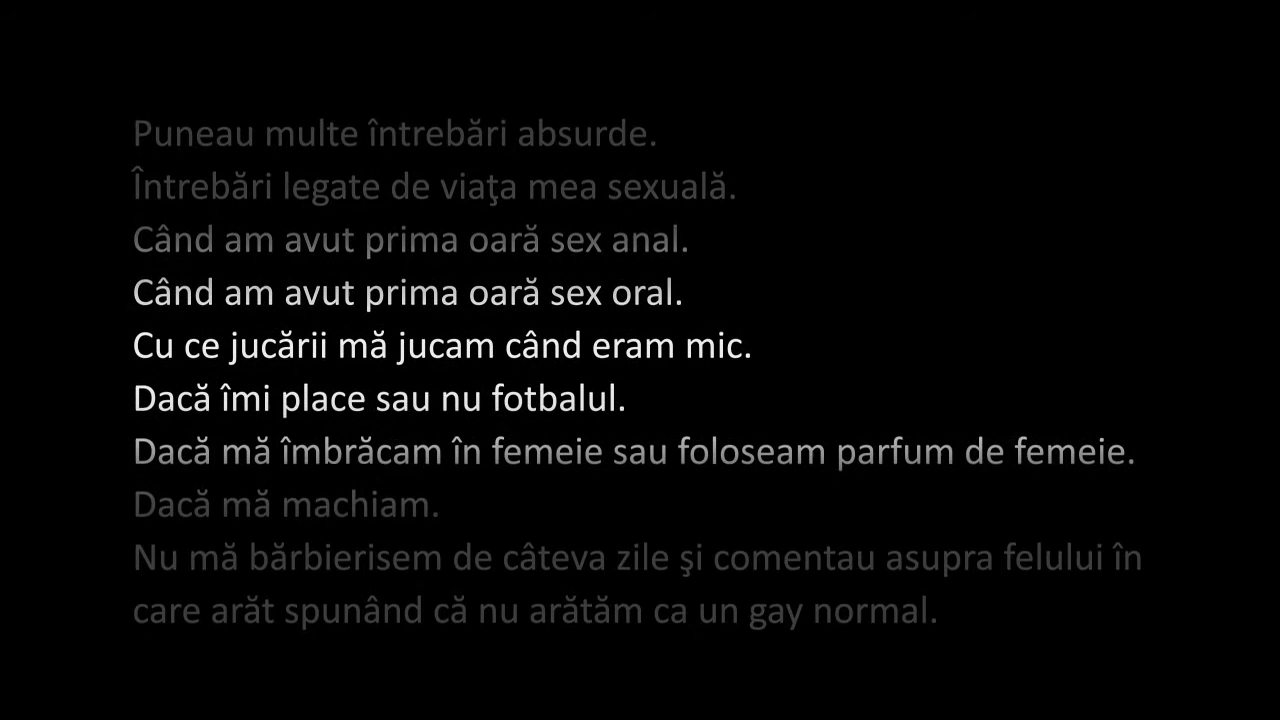 Puneau multe întrebări absurde.
Întrebări legate de viaţa mea sexuală.
Când am avut prima oară sex anal.
Când am avut prima oară sex oral.
Cu ce jucării mă jucam când eram mic.
Dacă îmi place sau nu fotbalul.
Dacă mă îmbrăcam în femeie sau foloseam parfum de femeie.
Dacă mă machiam.
Nu mă bărbierisem de câteva zile şi comentau asupra felului în
care arăt spunând că nu arătăm ca un gay normal.